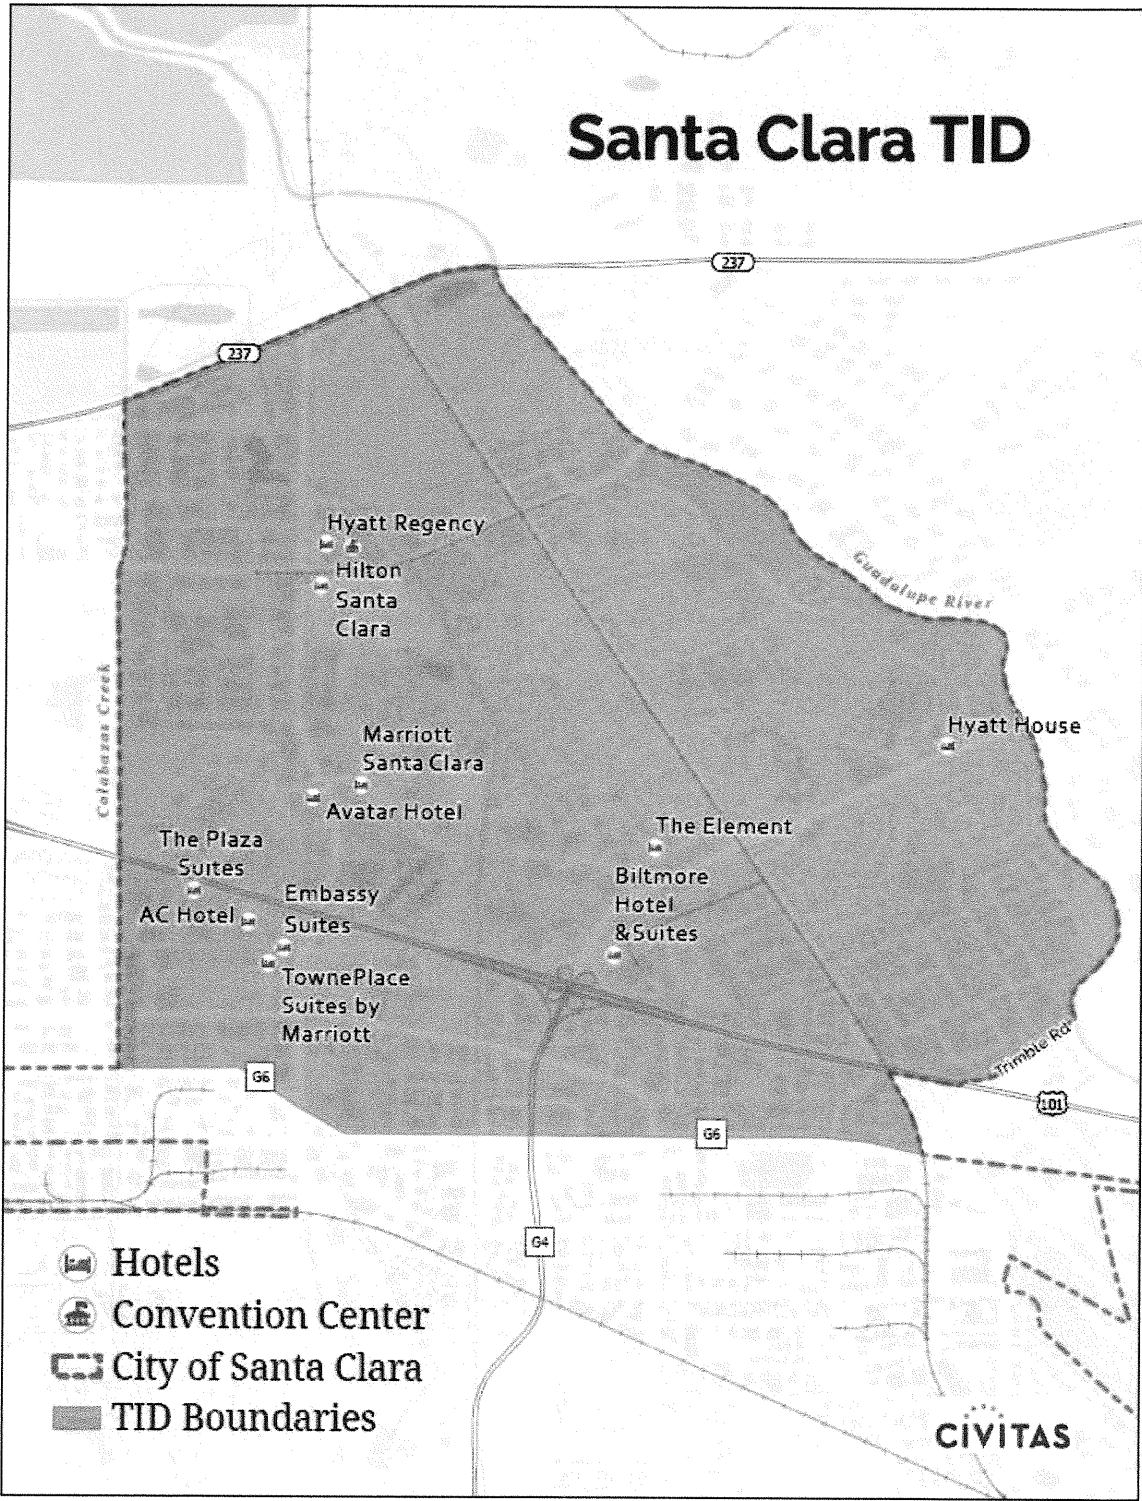 Santa Clara TID
237
237
Hyatt Regency
Hilton
Santa
Clara
Guadalupe River
Calabazas Creek
Marriott
Santa Clara
Hyatt House
Avatar Hotel
The Plaza
Suites
The Element
AC Hotel
Embassy
Suites
Biltmore
Hotel
&Suites
TownePlace
Suites by
Marriott
Trimble Rd
G6
101
G6
G4
Hotels
Convention Center
City of Santa Clara
TID Boundaries
CIVITAS